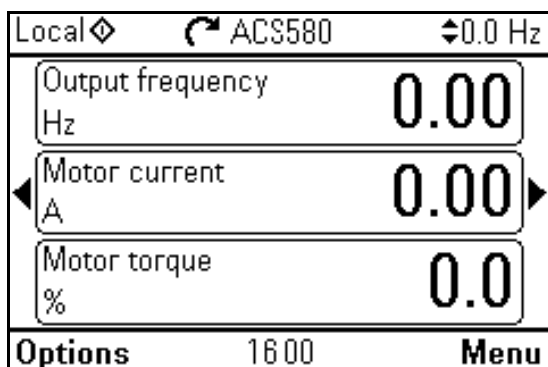 Local ACS580 0.0 Hz
Output frequency 0.00
Hz
Motor current 0.00
A
Motor torque 0.0
%
Options 16:00 Menu